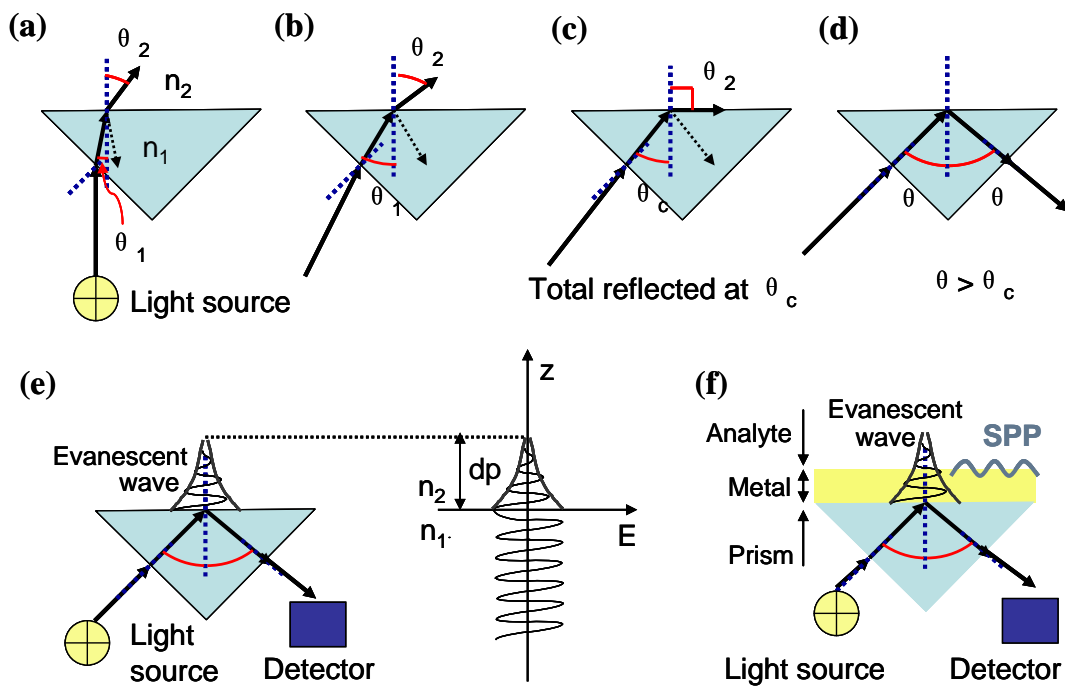 (a)
θ 2
n2
n1
θ 1
Light source
(b)
θ 2
θ 1
(c)
θ 2
θ c
Total reflected at θ c
(d)
θ θ
θ > θ c
(e)
Evanescent
wave
Light
source
Detector
z
dp
n2
n1.
E
(f)
Evanescent
wave
Analyte
SPP
Metal
Prism
Light source
Detector